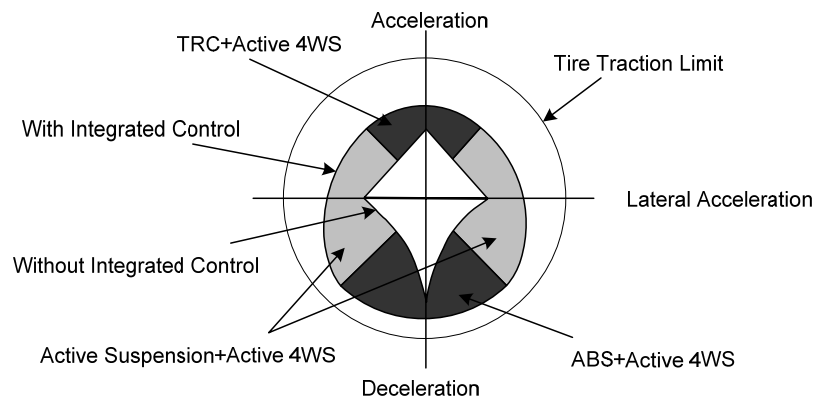 Acceleration
TRC+Active 4WS
Tire Traction Limit
With Integrated Control
Lateral Acceleration
Without Integrated Control
Active Suspension+Active 4WS
ABS+Active 4WS
Deceleration